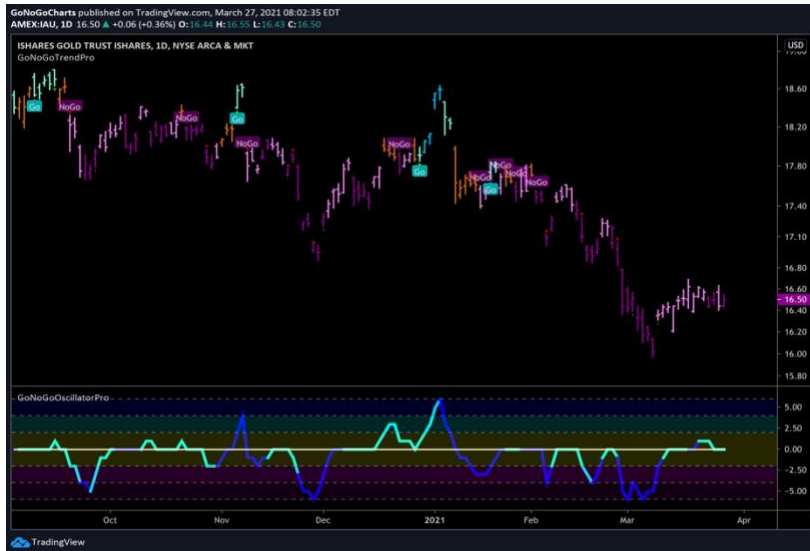 GoNoGoCharts published on TradingView.com, March 27, 2021 08:02:35 EDT
AMEX:IAU, 1D 16.50 ▲ +0.06 (+0.36%) O:16.44 H:16.55 L:16.43 C:16.50
ISHARES GOLD TRUST ISHARES, 1D, NYSE ARCA & MKT
USD
GoNoGoTrendPro
19.00
18.60
Go
NoGo
NoGo
Go
18.20
NoGo
NoGo
17.80
Go
NoGo
NoGo
NoGo
NoGo
Go
17.40
17.10
16.80
16.60
16.50
16.40
16.20
16.00
15.80
GoNoGoOscillatorPro
5.00
2.50
0.00
-2.50
-5.00
Oct
Nov
Dec
2021
Feb
Mar
Apr
TradingView